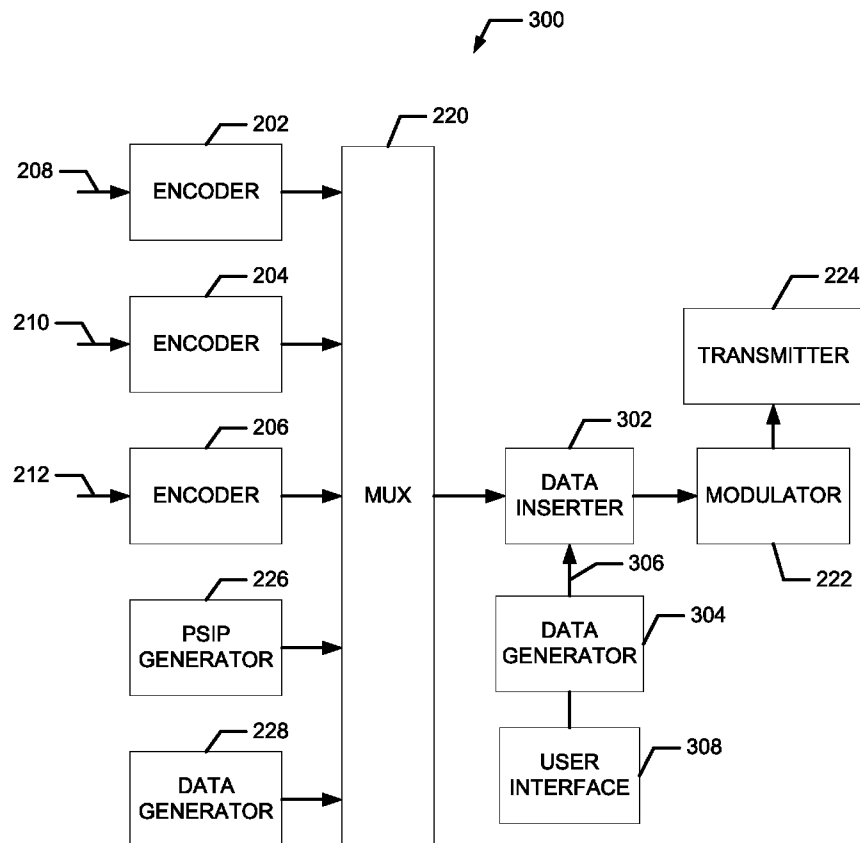 300
202
220
208
ENCODER
204
224
210
ENCODER
TRANSMITTER
206
302
212
ENCODER
MUX
DATA
INSERTER
MODULATOR
226
306
222
PSIP
GENERATOR
DATA
GENERATOR
304
228
DATA
GENERATOR
USER
INTERFACE
308